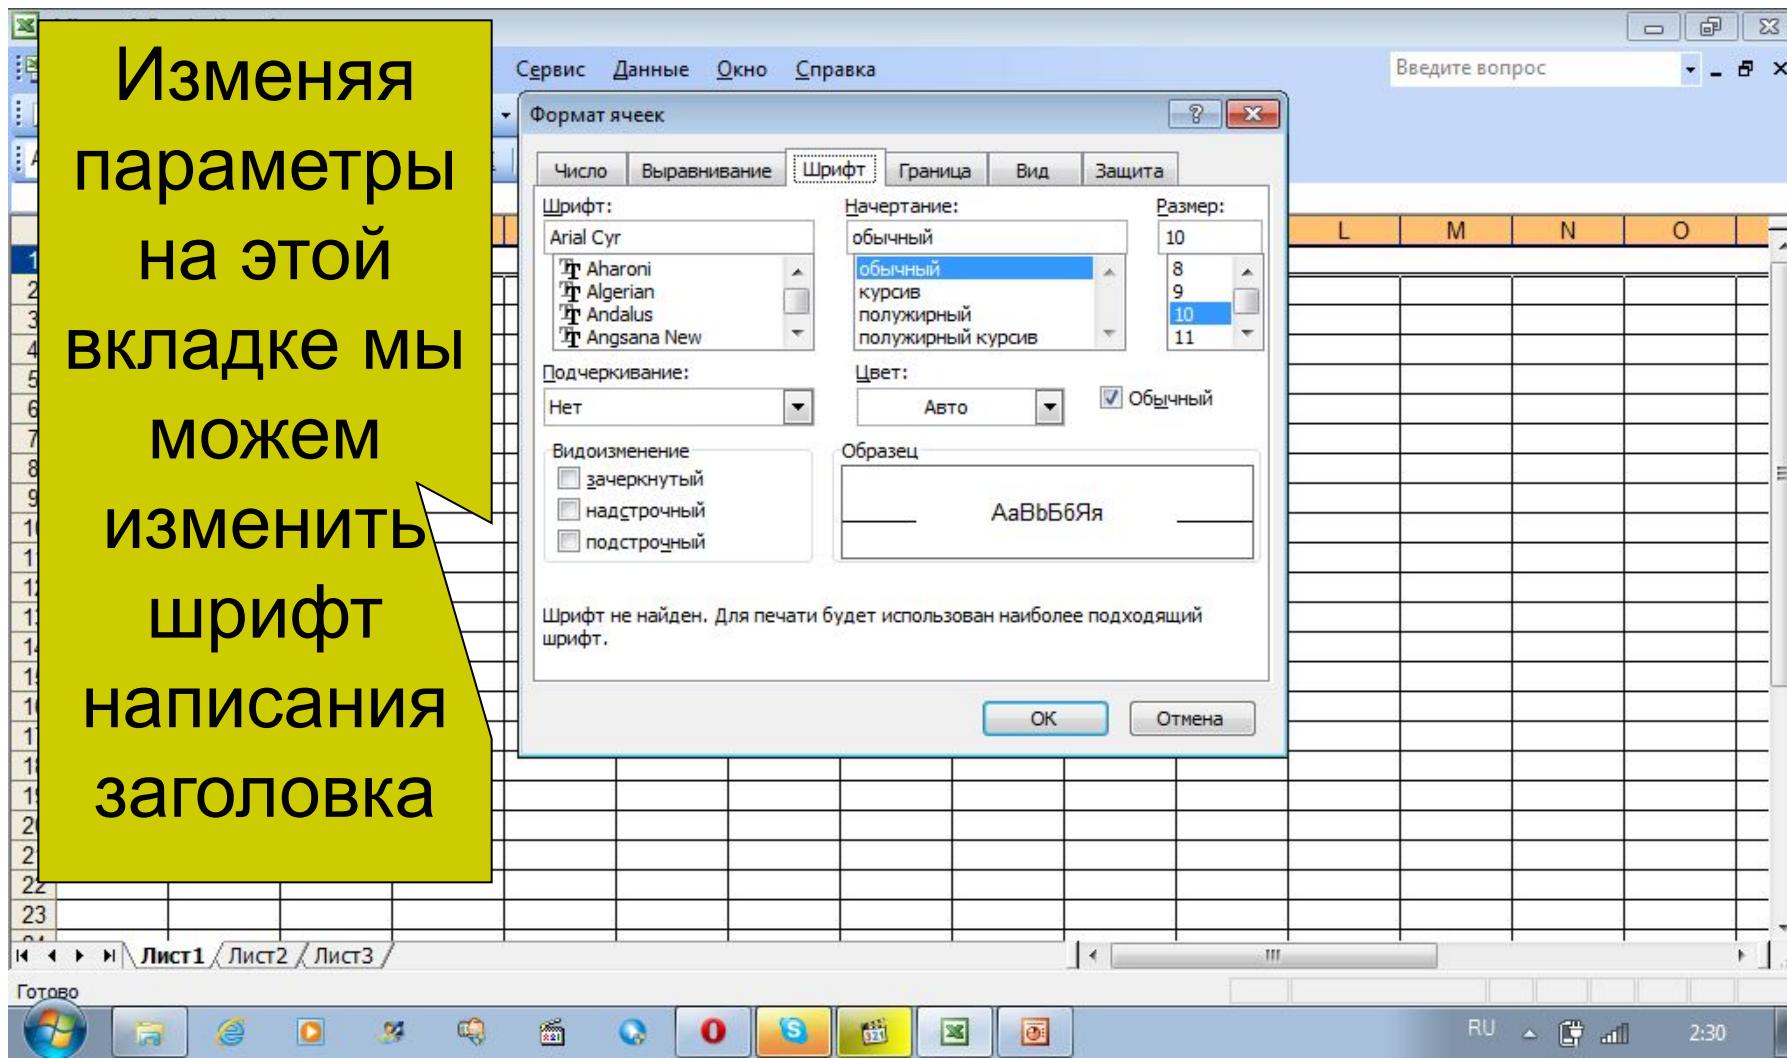 Изменяя
параметры
на этой
вкладке мы
можем
изменить
шрифт
написания
заголовка
Сервис Данные Окно Справка
Введите вопрос
Формат ячеек
Число Выравнивание Шрифт Граница Вид Защита
Шрифт: Начертание: Размер:
Arial Cyr обычный 10
Aharoni обычный 8
Algerian курсив 9
Andalus полужирный 10
Angsana New полужирный курсив 11
Подчеркивание: Цвет:
Нет Авто Обычный
Видоизменение Образец
зачеркнутый
надстрочный АаВbБбЯя
подстрочный
Шрифт не найден. Для печати будет использован наиболее подходящий
шрифт.
ОК Отмена
L M N O
22
23
Лист1 Лист2 Лист3
Готово
RU 2:30